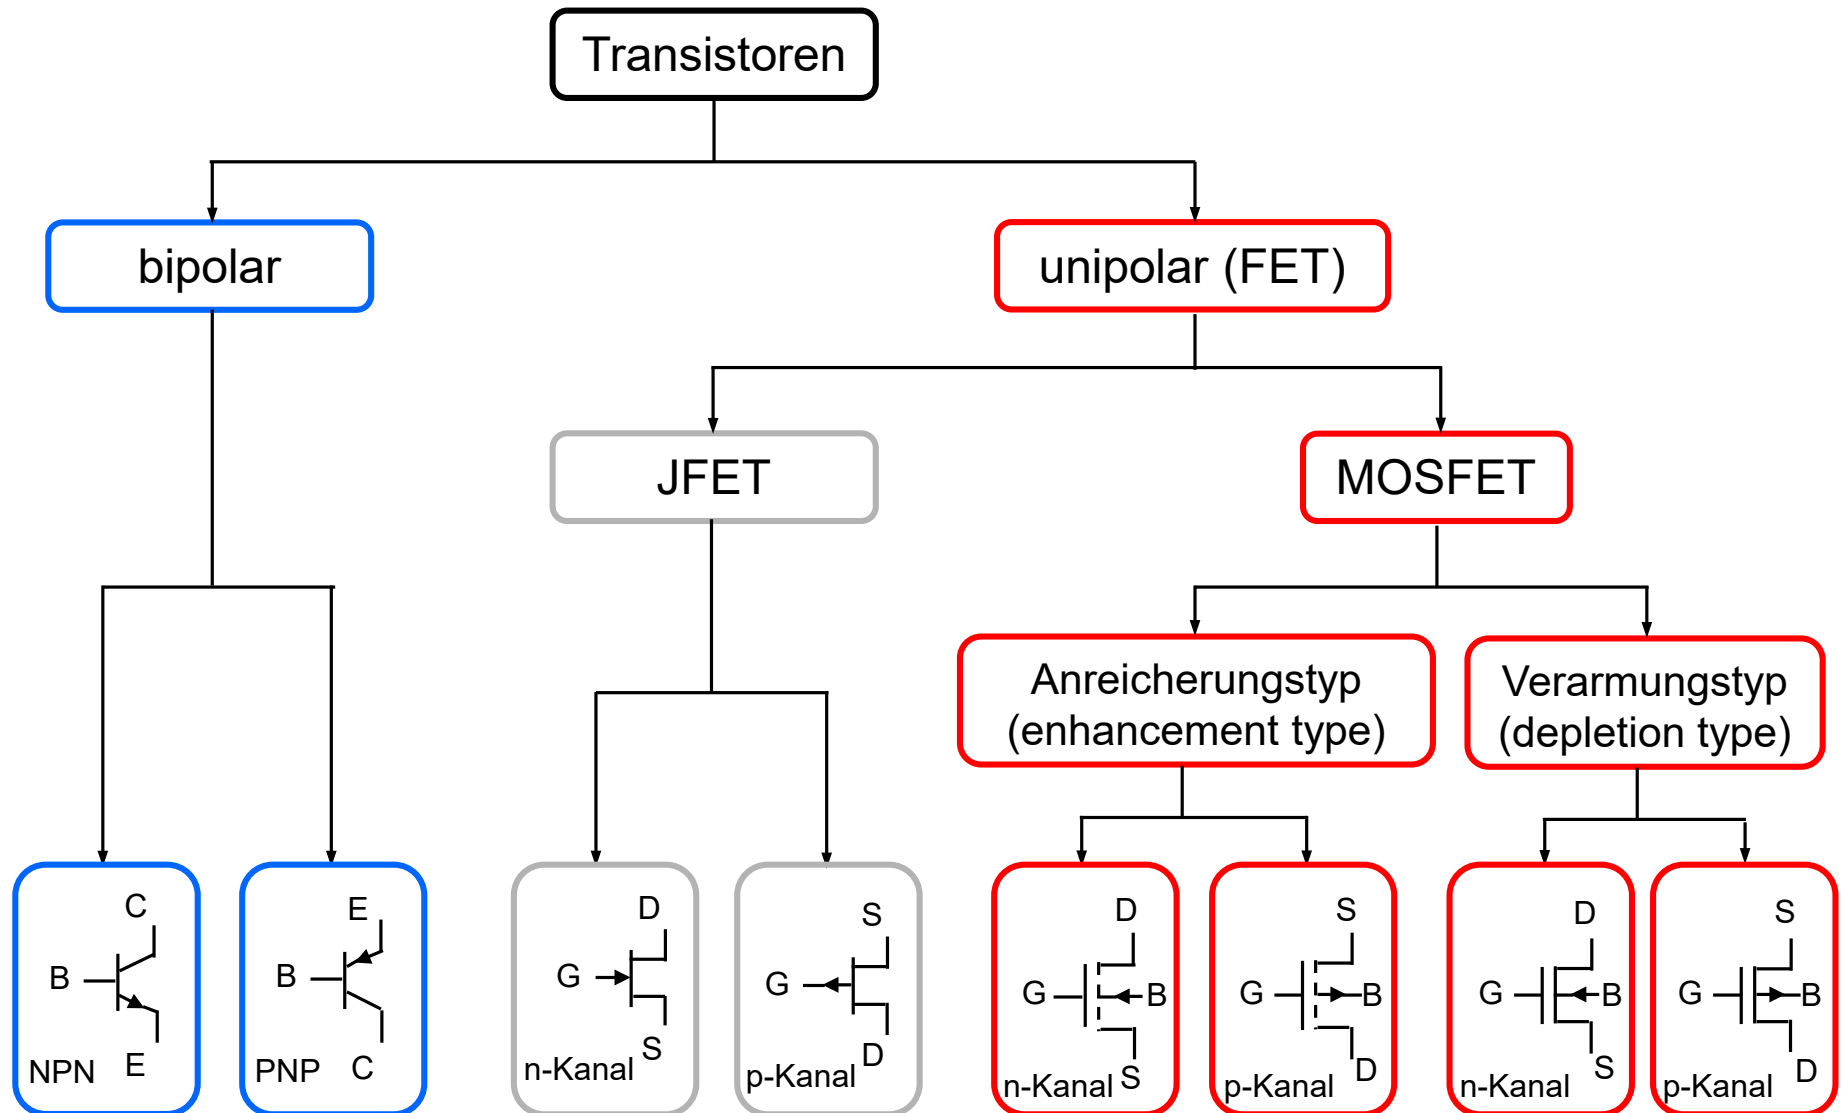 Transistoren
bipolar
unipolar (FET)
JFET
MOSFET
Anreicherungstyp
(enhancement type)
Verarmungstyp
(depletion type)
C
B
E
NPN
E
B
C
PNP
D
G
S
n-Kanal
S
G
D
p-Kanal
D
G
B
S
n-Kanal
S
G
B
D
p-Kanal
D
G
B
S
n-Kanal
S
G
B
D
p-Kanal